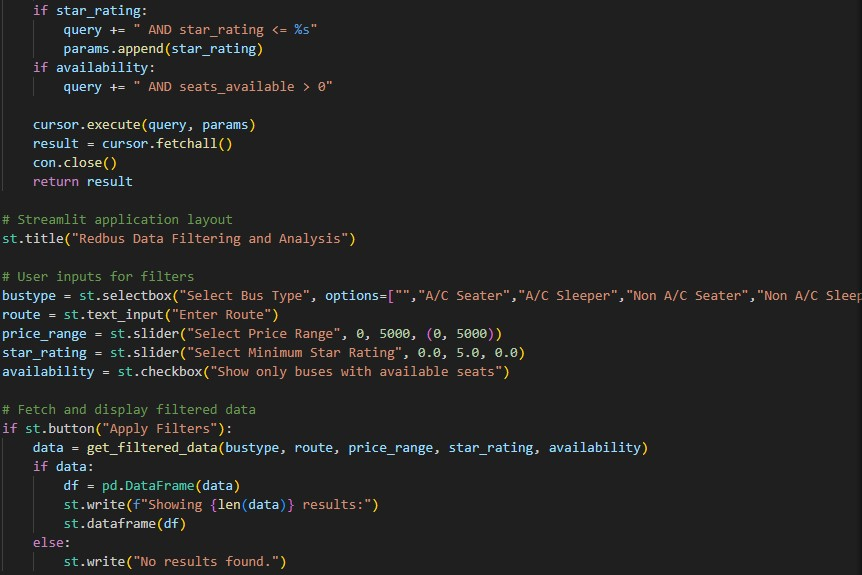 if star_rating:
query += " AND star_rating <= %s"
params.append(star_rating)
if availability:
query += " AND seats_available > 0"
cursor.execute(query, params)
result = cursor.fetchall()
con.close()
return result
# Streamlit application layout
st.title("Redbus Data Filtering and Analysis")
# User inputs for filters
bustype = st.selectbox("Select Bus Type", options=["","A/C Seater","A/C Sleeper","Non A/C Seater","Non A/C Sleep
route = st.text_input("Enter Route")
price_range = st.slider("Select Price Range", 0, 5000, (0, 5000))
star_rating = st.slider("Select Minimum Star Rating", 0.0, 5.0, 0.0)
availability = st.checkbox("Show only buses with available seats")
# Fetch and display filtered data
if st.button("Apply Filters"):
data = get_filtered_data(bustype, route, price_range, star_rating, availability)
if data:
df = pd.DataFrame(data)
st.write(f"Showing {len(data)} results:")
st.dataframe(df)
else:
st.write("No results found.")